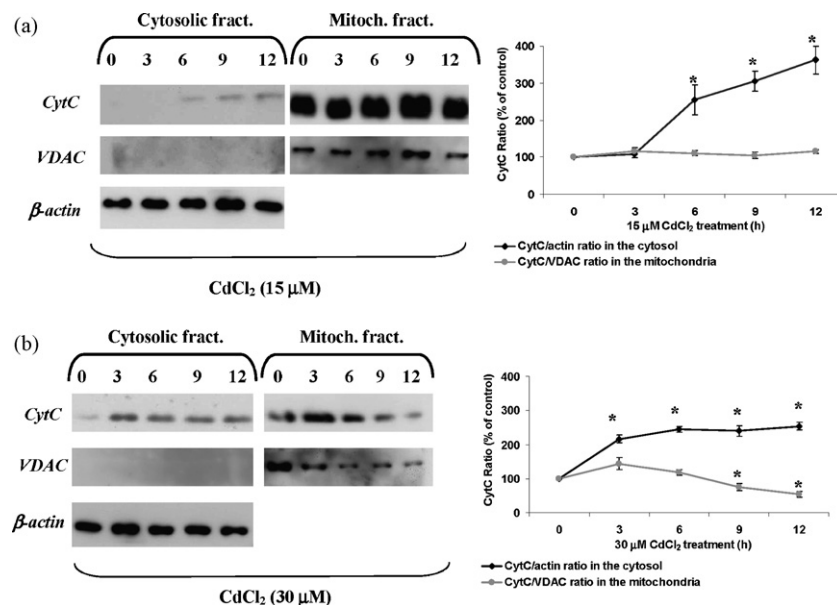 (a)
Cytosolic fract.
Mitoch. fract.
0 3 6 9 12
0 3 6 9 12
CytC
VDAC
β-actin
CdCl₂ (15 μM)
CytC Ratio (% of control)
400
300
200
100
0
*
*
*
0 3 6 9 12
15 μM CdCl₂ treatment (h)
CytC/actin ratio in the cytosol
CytC/VDAC ratio in the mitochondria
(b)
Cytosolic fract.
Mitoch. fract.
0 3 6 9 12
0 3 6 9 12
CytC
VDAC
β-actin
CdCl₂ (30 μM)
CytC Ratio (% of control)
400
300
200
100
0
* * * *
* *
0 3 6 9 12
30 μM CdCl₂ treatment (h)
CytC/actin ratio in the cytosol
CytC/VDAC ratio in the mitochondria